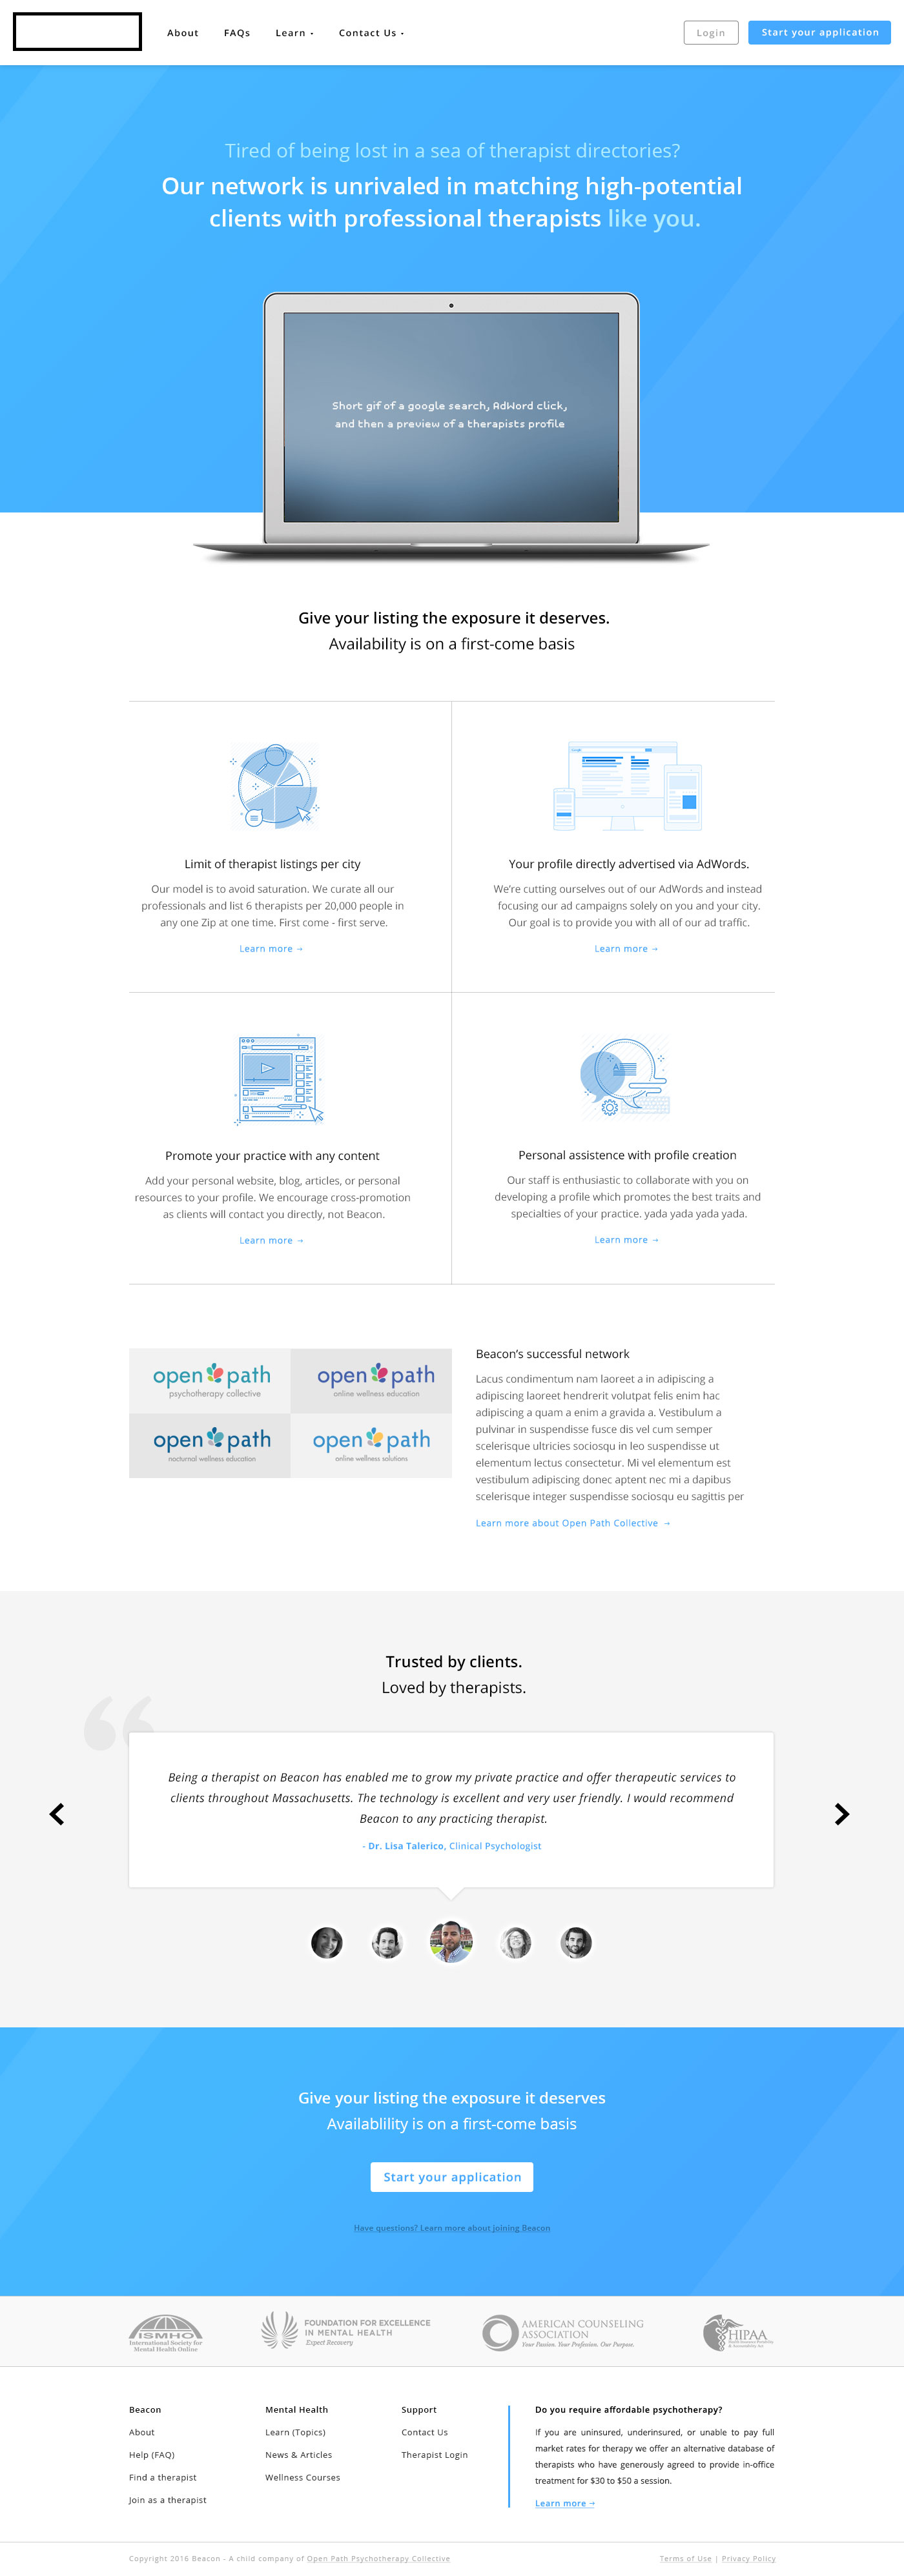 About FAQs Learn Contact Us Login Start your application
Tired of being lost in a sea of therapist directories?
Our network is unrivaled in matching high-potential
clients with professional therapists like you.
Short gif of a google search, AdWord click,
and then a preview of a therapists profile
Give your listing the exposure it deserves.
Availability is on a first-come basis
Limit of therapist listings per city
Our model is to avoid saturation. We curate all our
professionals and list 6 therapists per 20,000 people in
any one Zip at one time. First come - first serve.
Learn more →
Your profile directly advertised via AdWords.
We're cutting ourselves out of our AdWords and instead
focusing our ad campaigns solely on you and your city.
Our goal is to provide you with all of our ad traffic.
Learn more →
Promote your practice with any content
Add your personal website, blog, articles, or personal
resources to your profile. We encourage cross-promotion
as clients will contact you directly, not Beacon.
Learn more →
Personal assistence with profile creation
Our staff is enthusiastic to collaborate with you on
developing a profile which promotes the best traits and
specialties of your practice. yada yada yada yada.
Learn more →
open path
psychotherapy collective
open path
online wellness education
open path
nocturnal wellness education
open path
online wellness solutions
Beacon's successful network
Lacus condimentum nam laoreet a in adipiscing a
adipiscing laoreet hendrerit volutpat felis enim hac
adipiscing a quam a enim a gravida a. Vestibulum a
pulvinar in suspendisse fusce dis vel cum semper
scelerisque ultricies sociosqu in leo suspendisse ut
elementum lectus consectetur. Mi vel elementum est
vestibulum adipiscing donec aptent nec mi a dapibus
scelerisque integer suspendisse sociosqu eu sagittis per
Learn more about Open Path Collective →
Trusted by clients.
Loved by therapists.
Being a therapist on Beacon has enabled me to grow my private practice and offer therapeutic services to
clients throughout Massachusetts. The technology is excellent and very user friendly. I would recommend
Beacon to any practicing therapist.
- Dr. Lisa Talerico, Clinical Psychologist
Give your listing the exposure it deserves
Availablility is on a first-come basis
Start your application
Have questions? Learn more about joining Beacon
ISMHO
International Society for
Mental Health Online
FOUNDATION FOR EXCELLENCE
IN MENTAL HEALTH
Expert Recovery
AMERICAN COUNSELING
ASSOCIATION
Your Passion. Your Profession. Our Purpose.
HIPAA
Beacon
About
Help (FAQ)
Find a therapist
Join as a therapist
Mental Health
Learn (Topics)
News & Articles
Wellness Courses
Support
Contact Us
Therapist Login
Do you require affordable psychotherapy?
If you are uninsured, underinsured, or unable to pay full
market rates for therapy we offer an alternative database of
therapists who have generously agreed to provide in-office
treatment for $30 to $50 a session.
Learn more →
Copyright 2016 Beacon - A child company of Open Path Psychotherapy Collective
Terms of Use | Privacy Policy